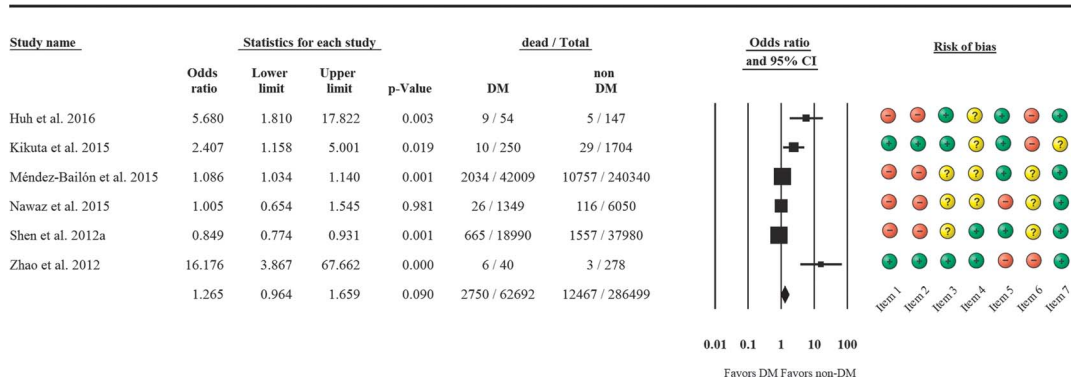 Study name Statistics for each study dead / Total Odds ratio and 95% CI Risk of bias
Odds ratio Lower limit Upper limit p-Value DM non DM
Huh et al. 2016 5.680 1.810 17.822 0.003 9 / 54 5 / 147 - - + ? + - +
Kikuta et al. 2015 2.407 1.158 5.001 0.019 10 / 250 29 / 1704 + + + ? + - ?
Méndez-Bailón et al. 2015 1.086 1.034 1.140 0.001 2034 / 42009 10757 / 240340 - - ? ? + ? +
Nawaz et al. 2015 1.005 0.654 1.545 0.981 26 / 1349 116 / 6050 - - ? ? - ? +
Shen et al. 2012a 0.849 0.774 0.931 0.001 665 / 18990 1557 / 37980 - - ? + + ? +
Zhao et al. 2012 16.176 3.867 67.662 0.000 6 / 40 3 / 278 + + + + - - +
1.265 0.964 1.659 0.090 2750 / 62692 12467 / 286499
Item 1 Item 2 Item 3 Item 4 Item 5 Item 6 Item 7
0.01 0.1 1 10 100
Favors DM Favors non-DM